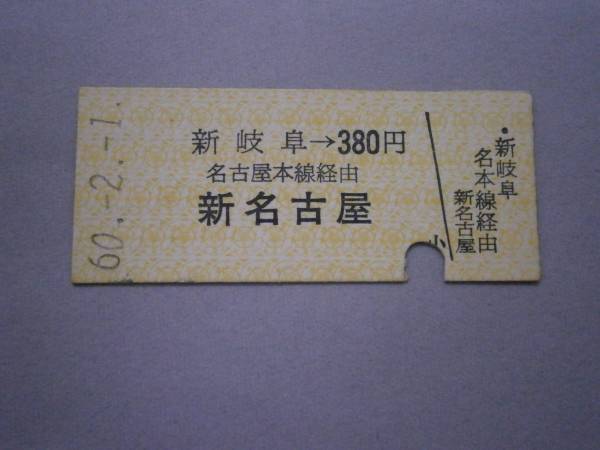 60.-2.-1.
新岐阜→380円
名古屋本線経由
新名古屋
小
・新岐阜
名本線経由
新名古屋